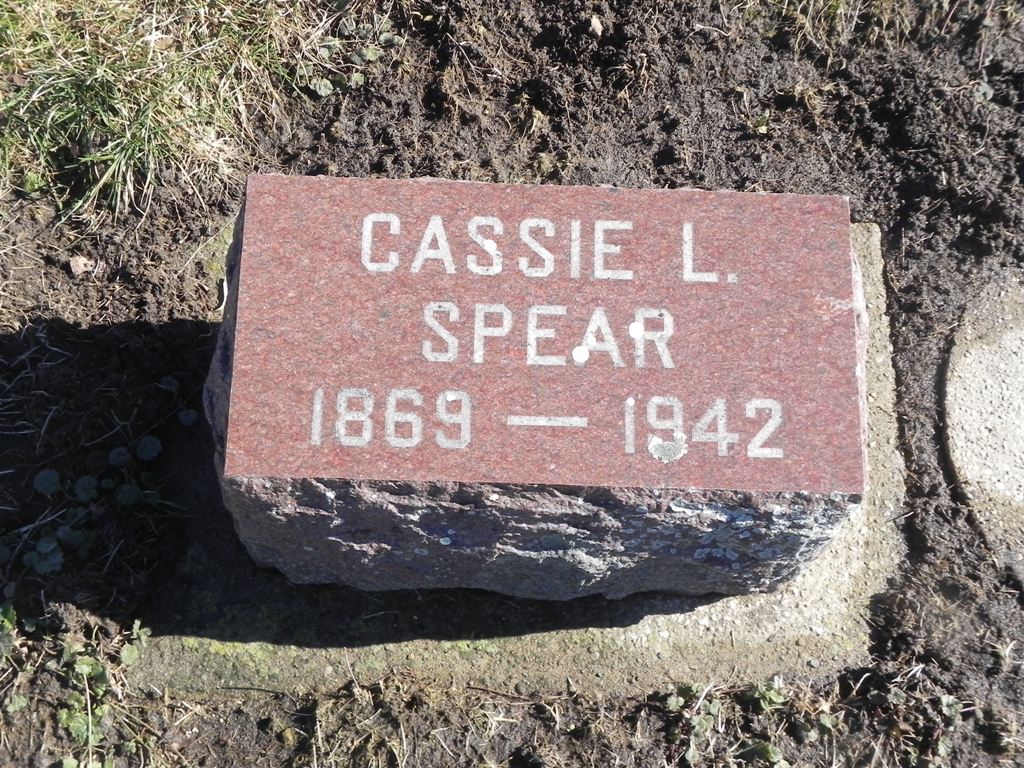 CASSIE L.
SPEAR
1869 — 1942